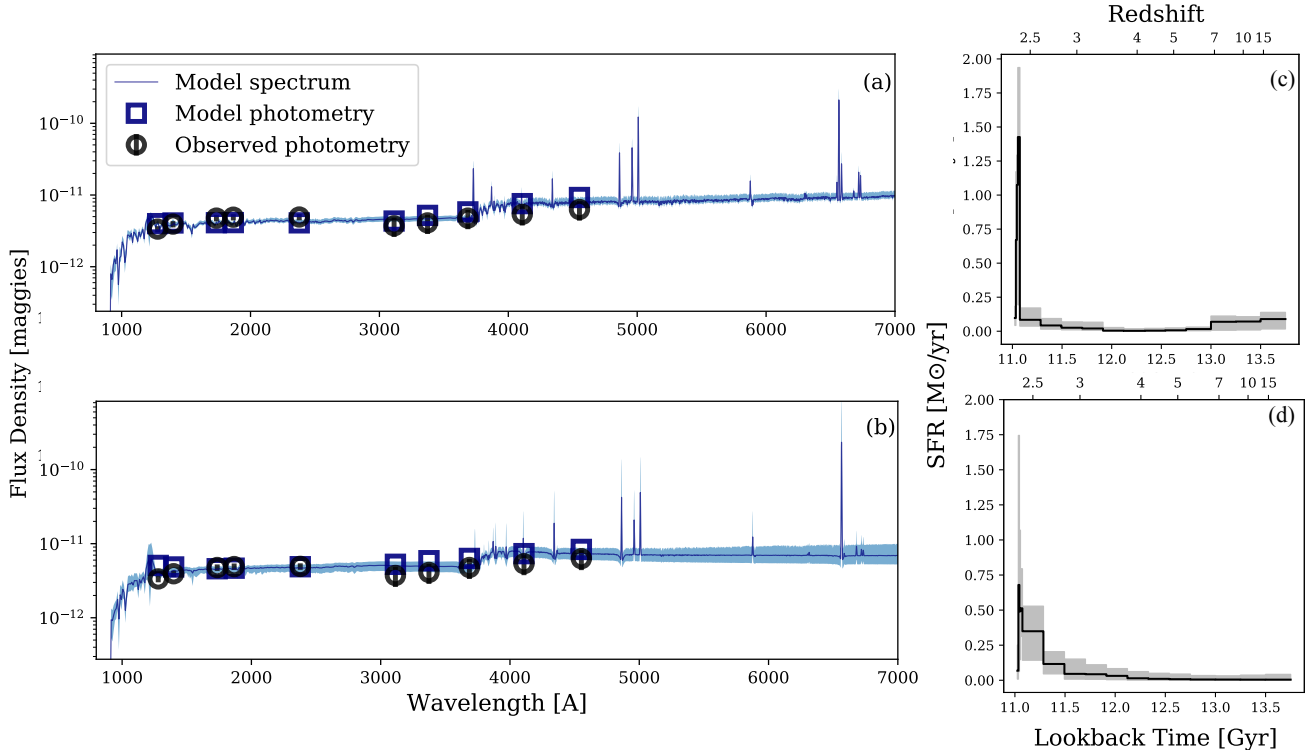 Redshift
2.5 3 4 5 7 10 15
Model spectrum
Model photometry
Observed photometry
(a)
10⁻¹⁰
10⁻¹¹
10⁻¹²
1000 2000 3000 4000 5000 6000 7000
(c)
2.00
1.75
1.50
1.25
1.00
0.75
0.50
0.25
0.00
11.0 11.5 12.0 12.5 13.0 13.5
Flux Density [maggies]
(b)
10⁻¹⁰
10⁻¹¹
10⁻¹²
1000 2000 3000 4000 5000 6000 7000
Wavelength [A]
SFR [M⊙/yr]
2.5 3 4 5 7 10 15
(d)
2.00
1.75
1.50
1.25
1.00
0.75
0.50
0.25
0.00
11.0 11.5 12.0 12.5 13.0 13.5
Lookback Time [Gyr]